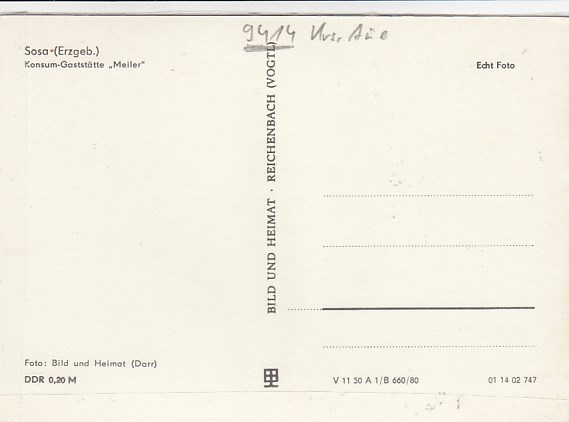 9414 Krs. Aue
Sosa (Erzgeb.)
Konsum-Gaststätte „Meiler"
Echt Foto
BILD UND HEIMAT · REICHENBACH (VOGTL)
Foto: Bild und Heimat (Darr)
DDR 0,20 M
V 11 50 A 1/B 660/80
01 14 02 747